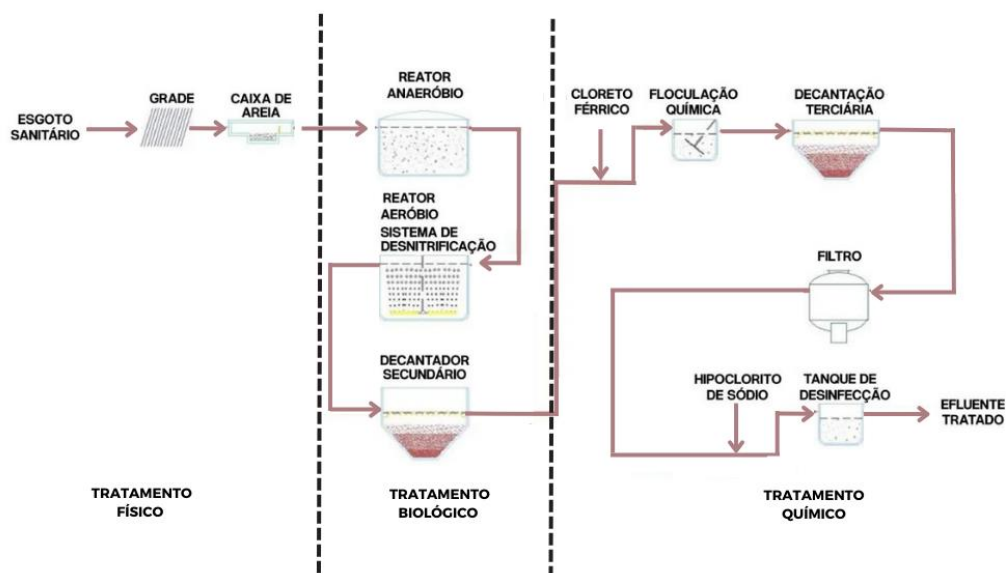 ESGOTO
SANITÁRIO
GRADE
CAIXA DE
AREIA
REATOR
ANAERÓBIO
REATOR
AERÓBIO
SISTEMA DE
DESNITRIFICAÇÃO
DECANTADOR
SECUNDÁRIO
CLORETO
FÉRRICO
FLOCULAÇÃO
QUÍMICA
DECANTAÇÃO
TERCIÁRIA
FILTRO
HIPOCLORITO
DE SÓDIO
TANQUE DE
DESINFECÇÃO
EFLUENTE
TRATADO
TRATAMENTO
FÍSICO
TRATAMENTO
BIOLÓGICO
TRATAMENTO
QUÍMICO